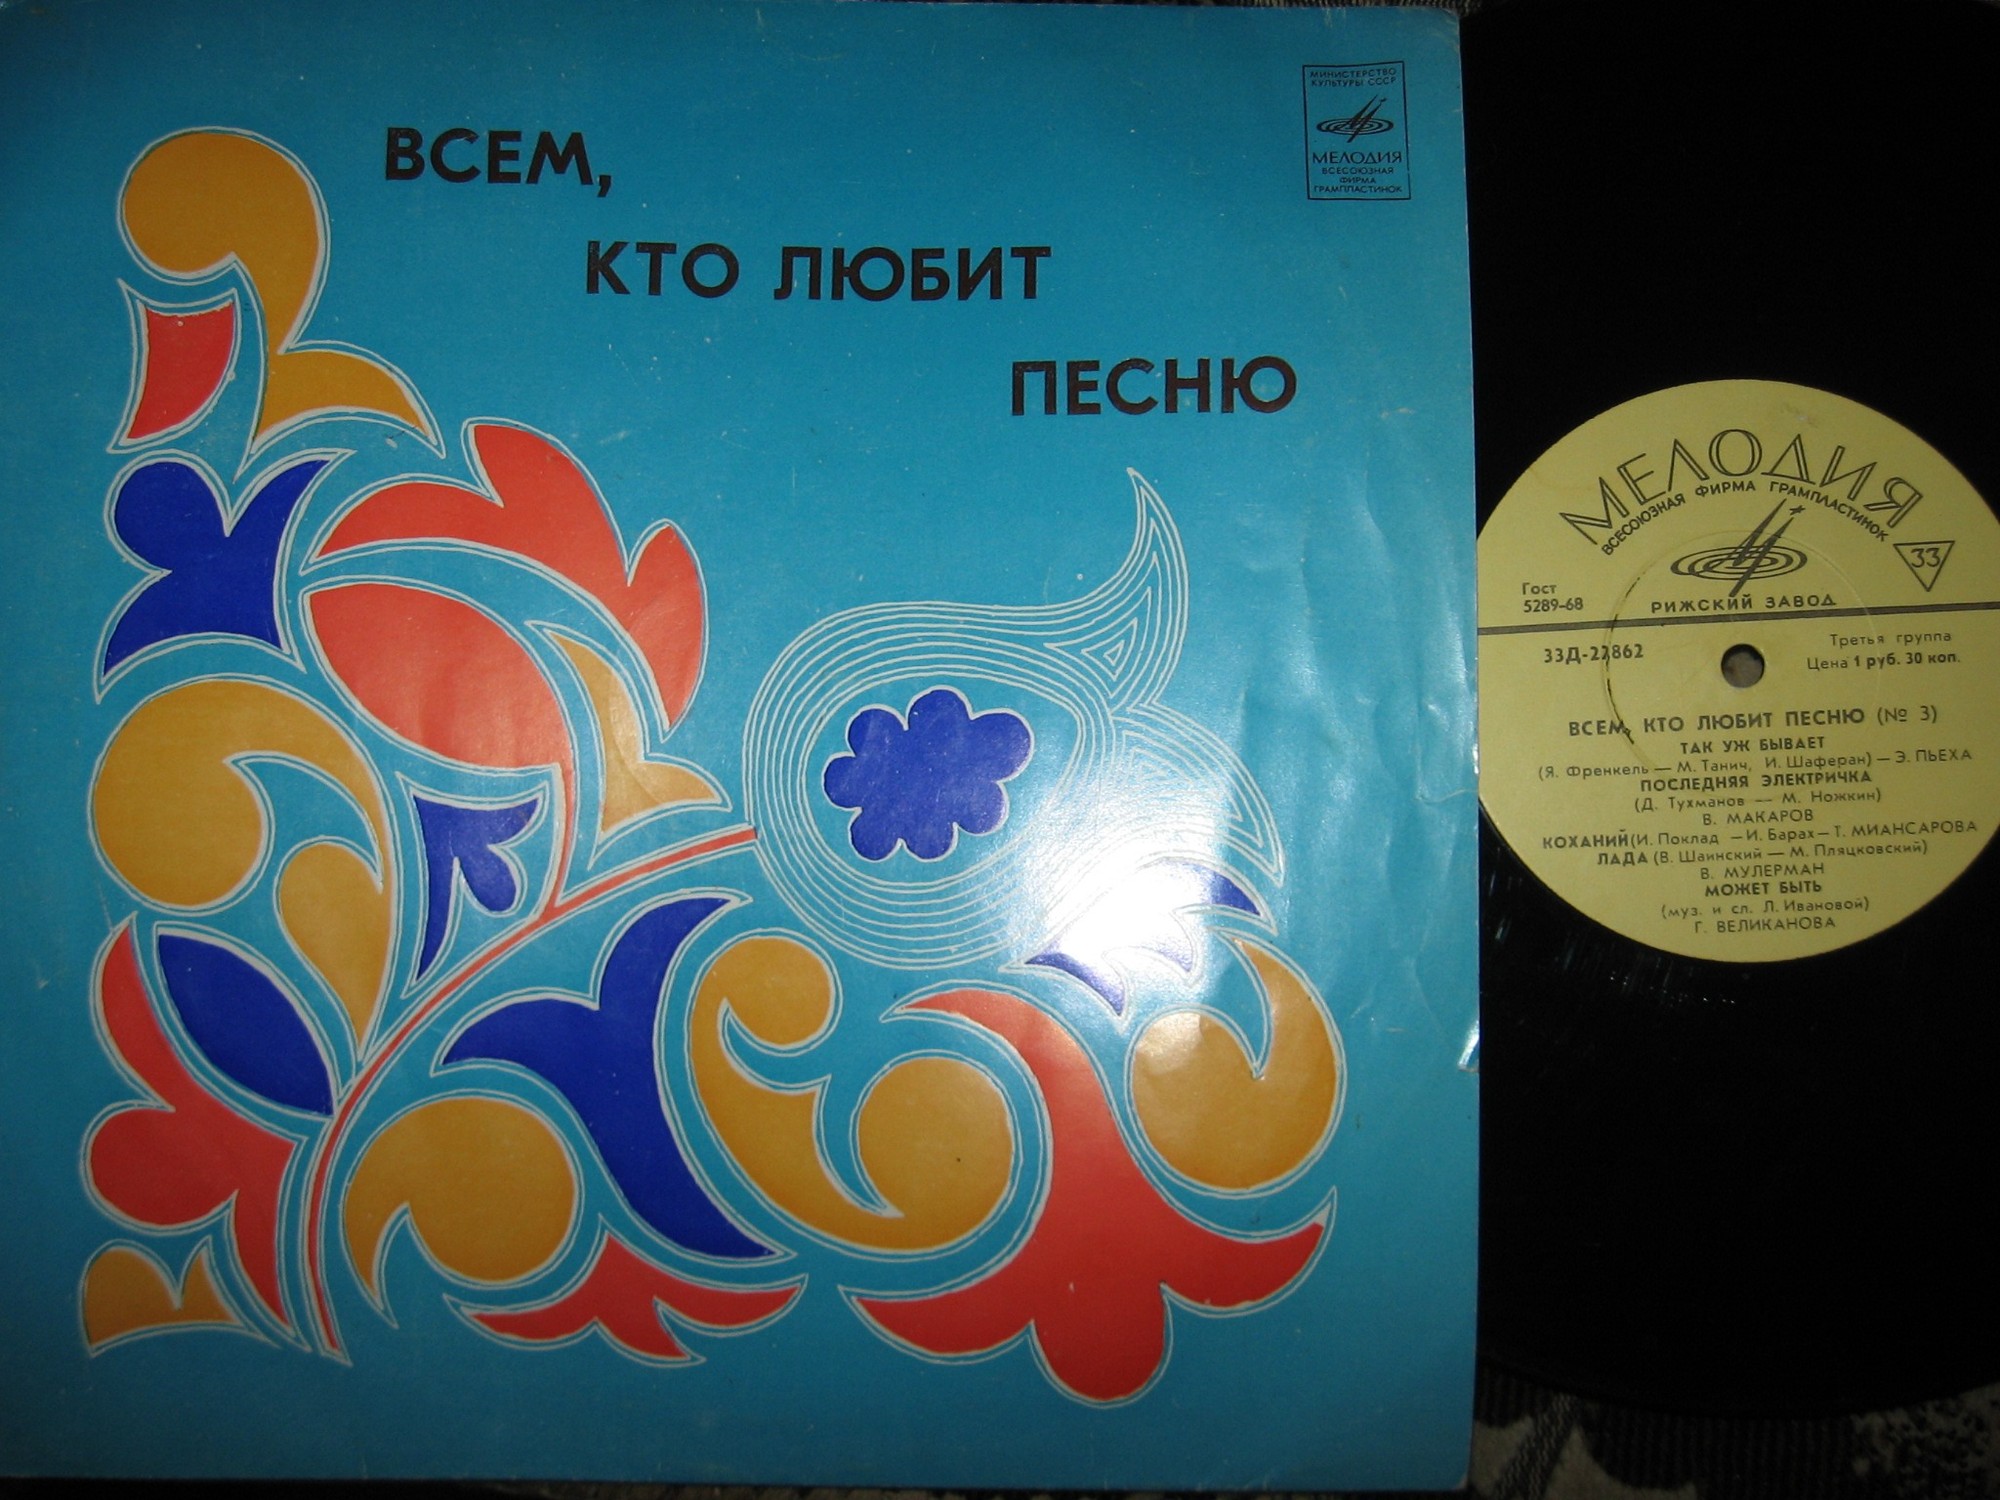 ВСЕМ,
КТО ЛЮБИТ
ПЕСНЮ
МИНИСТЕРСТВО
КУЛЬТУРЫ СССР
МЕЛОДИЯ
ВСЕСОЮЗНАЯ
ФИРМА
ГРАМПЛАСТИНОК
МЕЛОДИЯ
ВСЕСОЮЗНАЯ ФИРМА ГРАМПЛАСТИНОК
33
Гост
5289-68
РИЖСКИЙ ЗАВОД
33Д-22862
Третья группа
Цена 1 руб. 30 коп.
ВСЕМ, КТО ЛЮБИТ ПЕСНЮ (№ 3)
ТАК УЖ БЫВАЕТ
(Я. Френкель — М. Танич, И. Шаферан) — Э. ПЬЕХА
ПОСЛЕДНЯЯ ЭЛЕКТРИЧКА
(Д. Тухманов — М. Ножкин)
В. МАКАРОВ
КОХАНИЙ (И. Поклад — И. Барах — Т. МИАНСАРОВА
ЛАДА (В. Шаинский — М. Пляцковский)
В. МУЛЕРМАН
МОЖЕТ БЫТЬ
(муз. и сл. Л. Ивановой)
Г. ВЕЛИКАНОВА